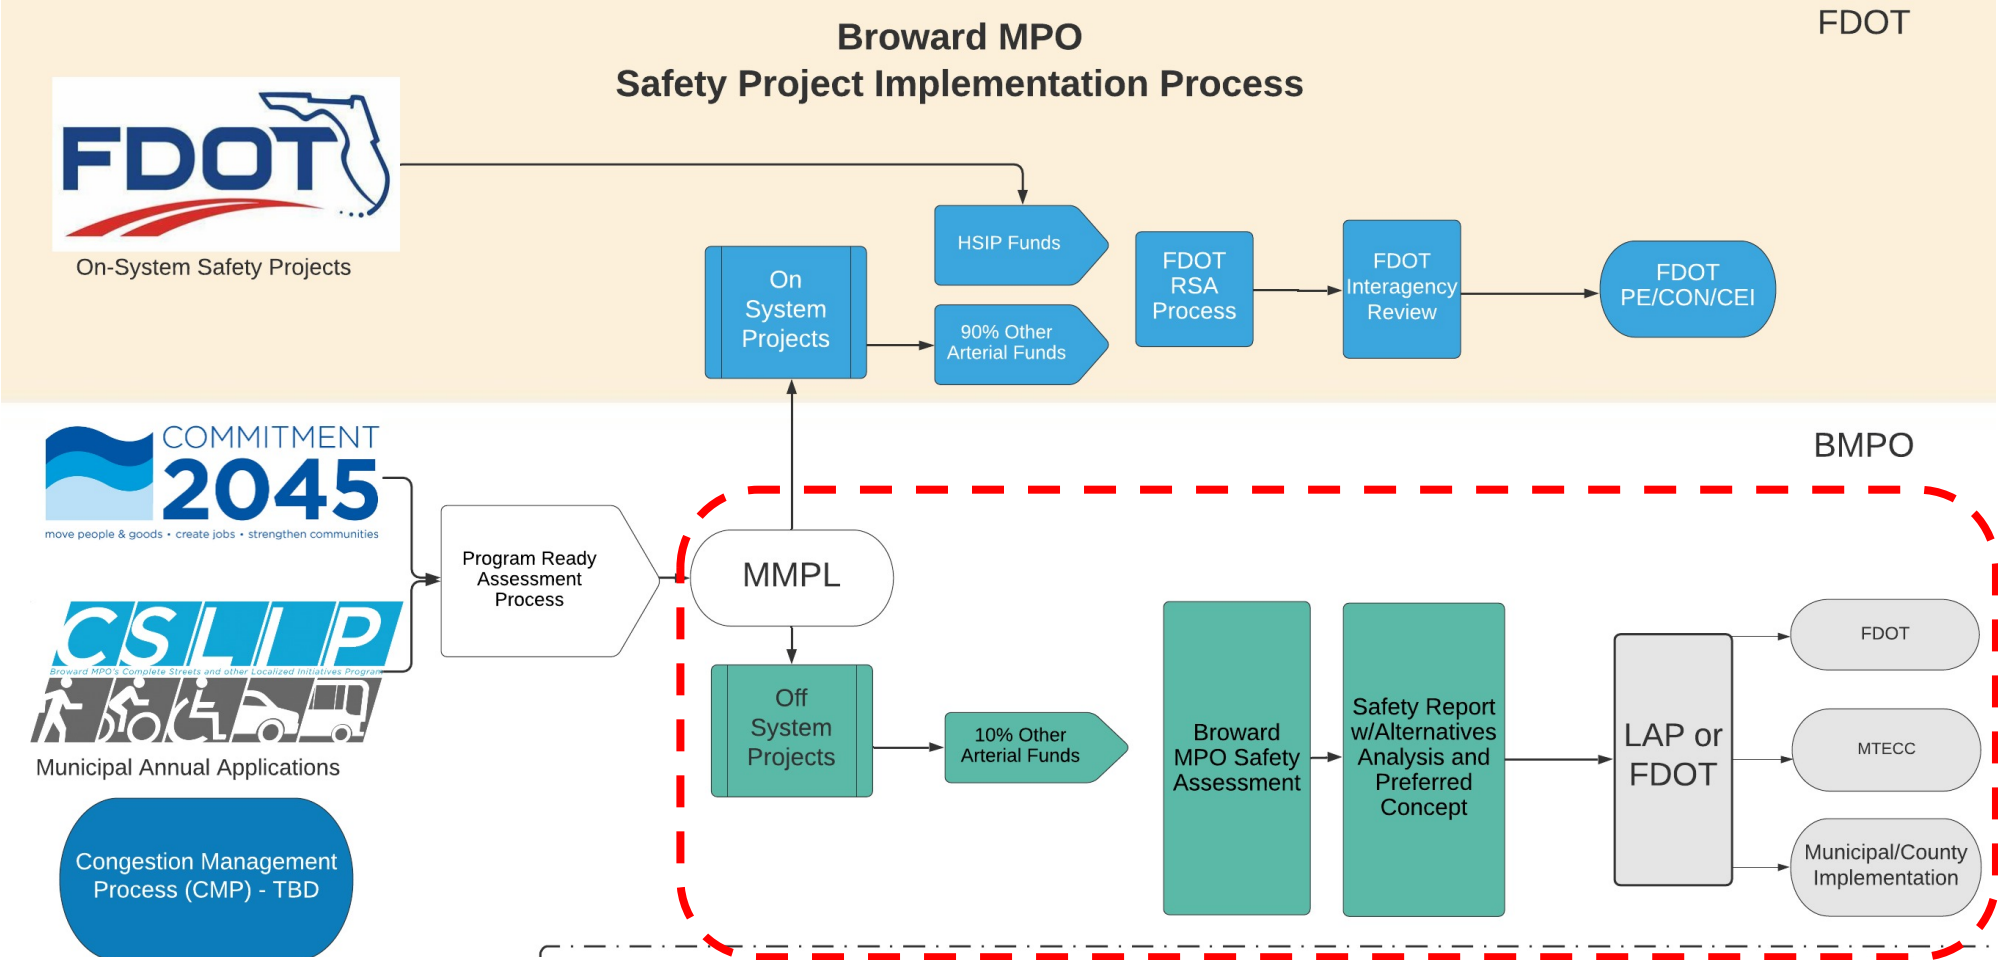 Broward MPO
Safety Project Implementation Process
FDOT
FDOT
On-System Safety Projects
On
System
Projects
HSIP Funds
90% Other
Arterial Funds
FDOT
RSA
Process
FDOT
Interagency
Review
FDOT
PE/CON/CEI
BMPO
COMMITMENT
2045
move people & goods • create jobs • strengthen communities
CSLIP
Broward MPO's Complete Streets and other Localized Initiatives Program
Municipal Annual Applications
Congestion Management
Process (CMP) - TBD
Program Ready
Assessment
Process
MMPL
Off
System
Projects
10% Other
Arterial Funds
Broward
MPO Safety
Assessment
Safety Report
w/Alternatives
Analysis and
Preferred
Concept
LAP or
FDOT
FDOT
MTECC
Municipal/County
Implementation